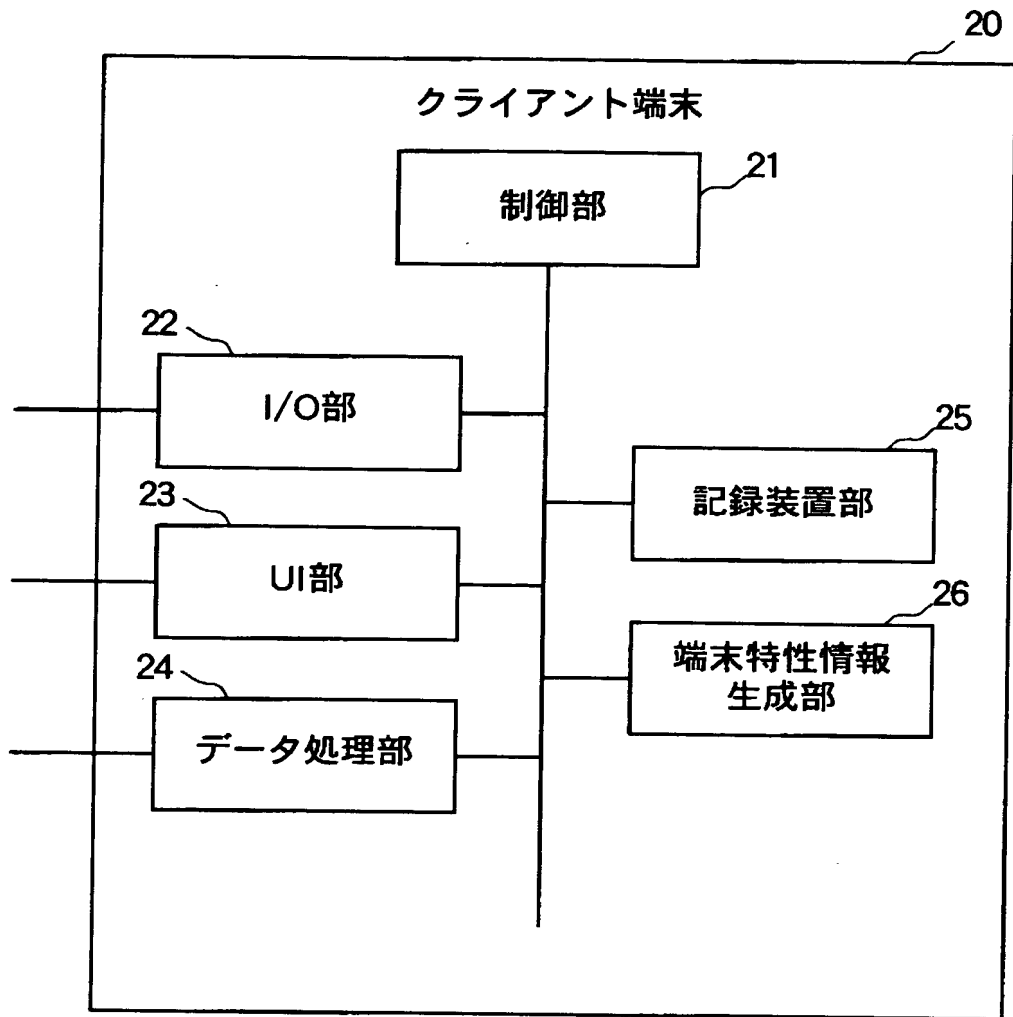 20
クライアント端末
21
制御部
22
I/O部
25
記録装置部
23
UI部
26
端末特性情報
生成部
24
データ処理部